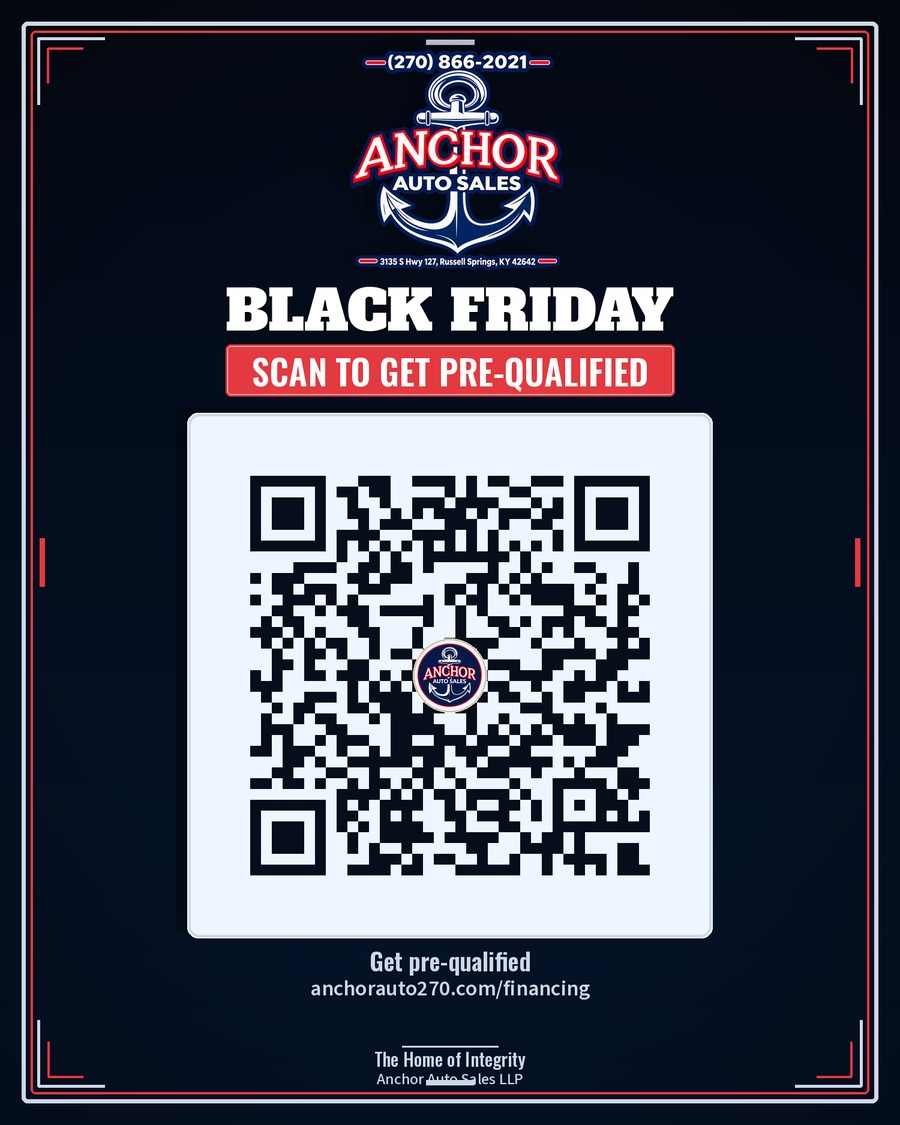 (270) 866-2021
ANCHOR
AUTO SALES
3135 S Hwy 127, Russell Springs, KY 42642
BLACK FRIDAY
SCAN TO GET PRE-QUALIFIED
ANCHOR
AUTO SALES
Get pre-qualified
anchorauto270.com/financing
The Home of Integrity
Anchor Auto Sales LLP